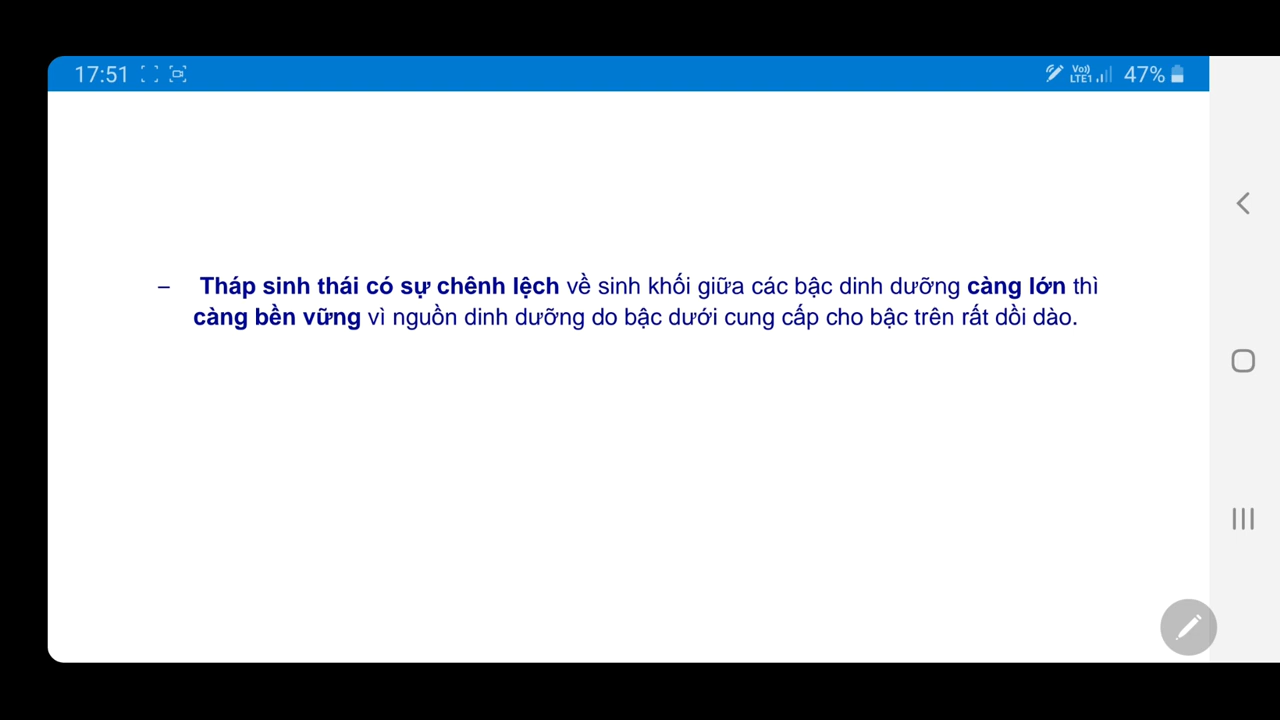 17:51 Vo)) LTE1 47%
– Tháp sinh thái có sự chênh lệch về sinh khối giữa các bậc dinh dưỡng càng lớn thì
càng bền vững vì nguồn dinh dưỡng do bậc dưới cung cấp cho bậc trên rất dồi dào.